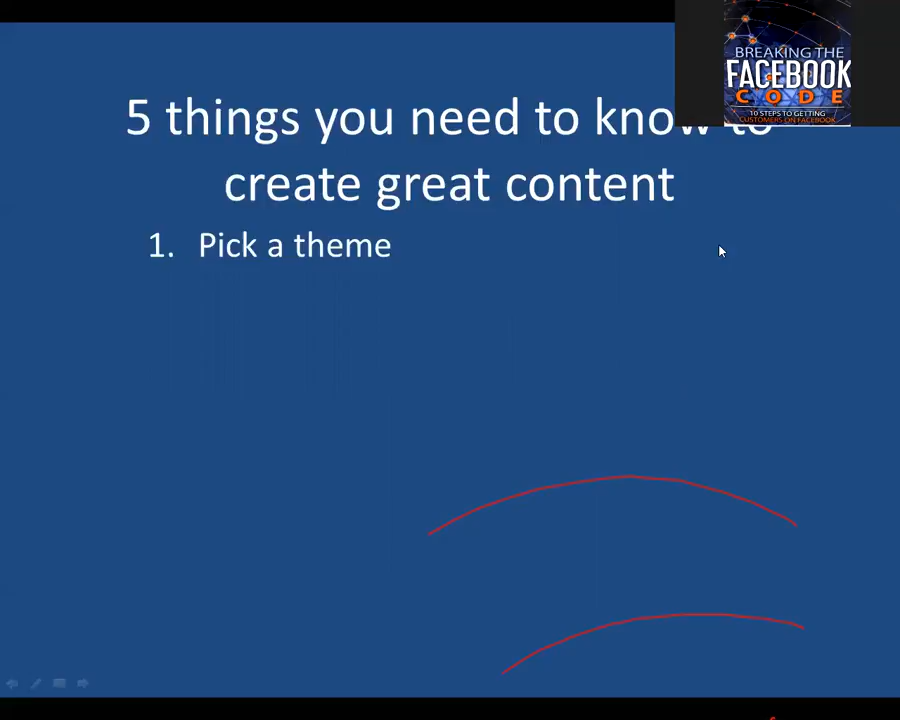 BREAKING THE
FACEBOOK
CODE
10 STEPS TO GETTING
CUSTOMERS ON FACEBOOK
5 things you need to know to
create great content
1. Pick a theme